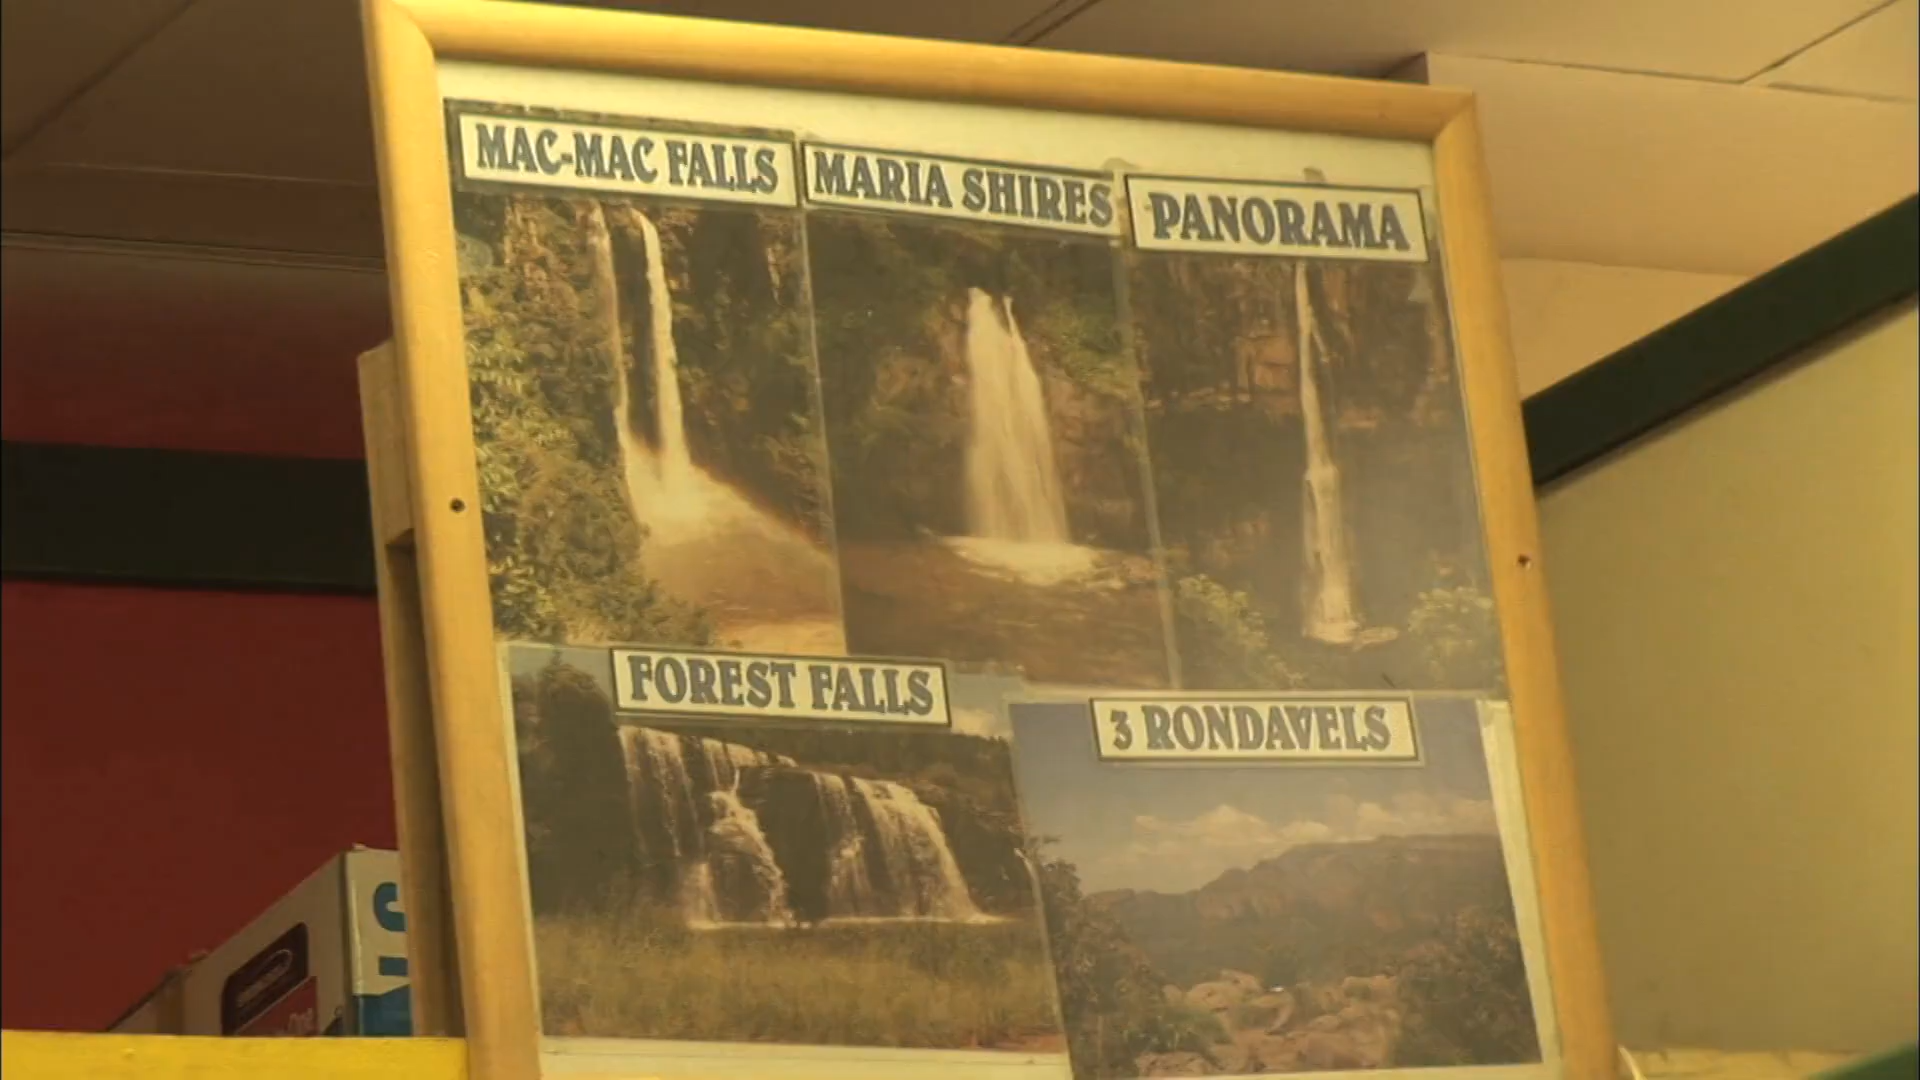 MAC-MAC FALLS
MARIA SHIRES
PANORAMA
FOREST FALLS
3 RONDAVELS